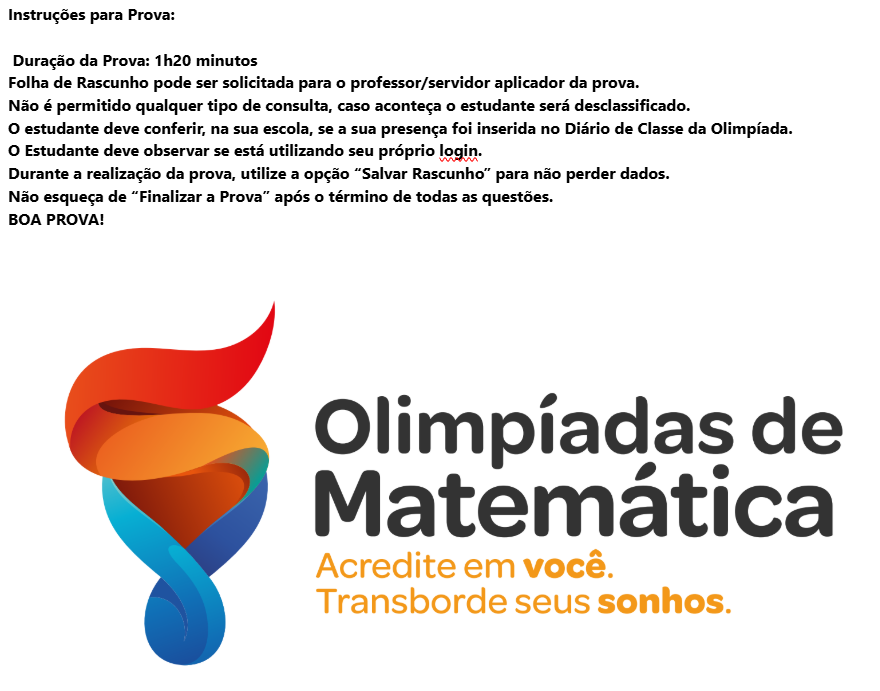 Instruções para Prova:
Duração da Prova: 1h20 minutos
Folha de Rascunho pode ser solicitada para o professor/servidor aplicador da prova.
Não é permitido qualquer tipo de consulta, caso aconteça o estudante será desclassificado.
O estudante deve conferir, na sua escola, se a sua presença foi inserida no Diário de Classe da Olimpíada.
O Estudante deve observar se está utilizando seu próprio login.
Durante a realização da prova, utilize a opção “Salvar Rascunho” para não perder dados.
Não esqueça de “Finalizar a Prova” após o término de todas as questões.
BOA PROVA!
Olimpíadas de
Matemática
Acredite em você.
Transborde seus sonhos.